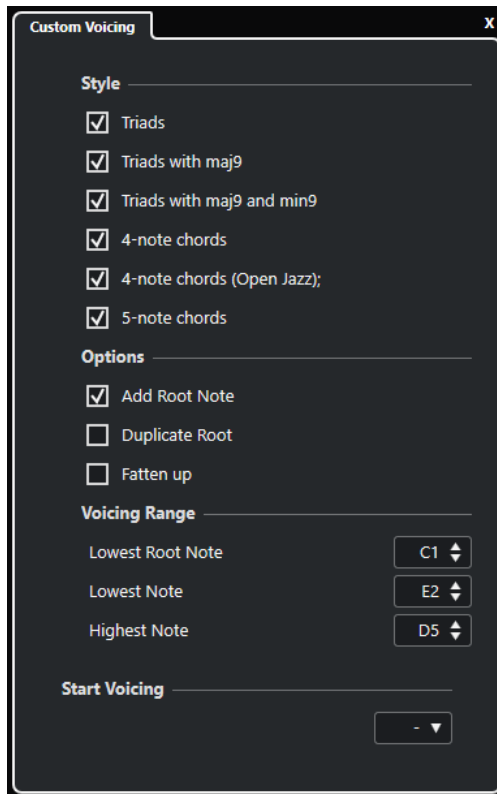 Custom Voicing
X
Style
Triads
Triads with maj9
Triads with maj9 and min9
4-note chords
4-note chords (Open Jazz);
5-note chords
Options
Add Root Note
Duplicate Root
Fatten up
Voicing Range
Lowest Root Note C1
Lowest Note E2
Highest Note D5
Start Voicing
-